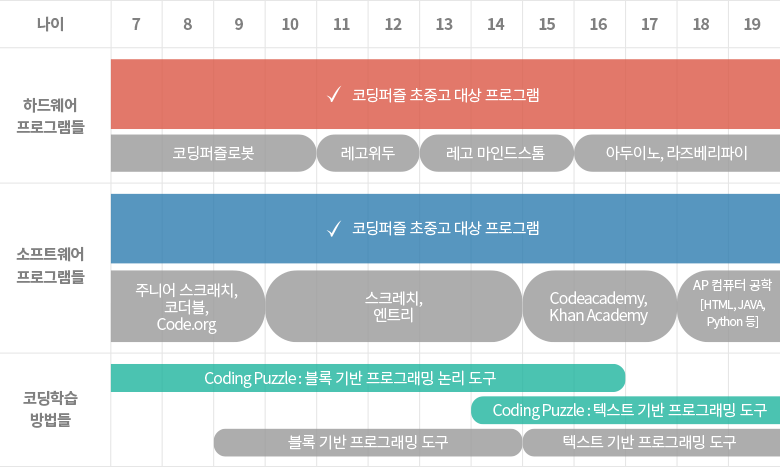 나이 7 8 9 10 11 12 13 14 15 16 17 18 19
하드웨어
프로그램들
✓ 코딩퍼즐 초중고 대상 프로그램
코딩퍼즐로봇 레고위두 레고 마인드스톰 아두이노, 라즈베리파이
소프트웨어
프로그램들
✓ 코딩퍼즐 초중고 대상 프로그램
주니어 스크래치,
코더블,
Code.org
스크레치,
엔트리
Codeacademy,
Khan Academy
AP 컴퓨터 공학
[HTML, JAVA,
Python 등]
코딩학습
방법들
Coding Puzzle : 블록 기반 프로그래밍 논리 도구
Coding Puzzle : 텍스트 기반 프로그래밍 도구
블록 기반 프로그래밍 도구 텍스트 기반 프로그래밍 도구